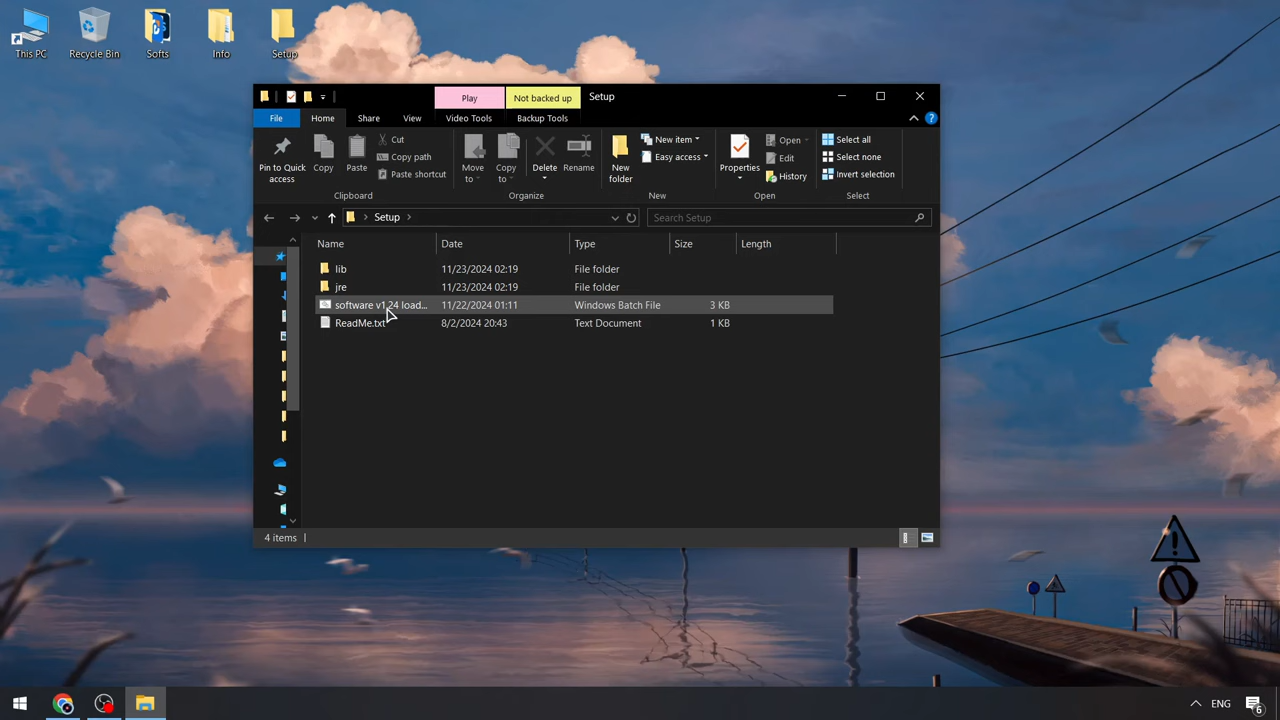 This PC
Recycle Bin
Softs
Info
Setup
Play
Not backed up
Setup
File
Home
Share
View
Video Tools
Backup Tools
Pin to Quick access
Copy
Paste
Cut
Copy path
Paste shortcut
Clipboard
Move to
Copy to
Delete
Rename
Organize
New folder
New item
Easy access
New
Properties
Open
Edit
History
Open
Select all
Select none
Invert selection
Select
Setup
Search Setup
Name Date Type Size Length
lib 11/23/2024 02:19 File folder
jre 11/23/2024 02:19 File folder
software v1.24 load... 11/22/2024 01:11 Windows Batch File 3 KB
ReadMe.txt 8/2/2024 20:43 Text Document 1 KB
4 items
ENG
6